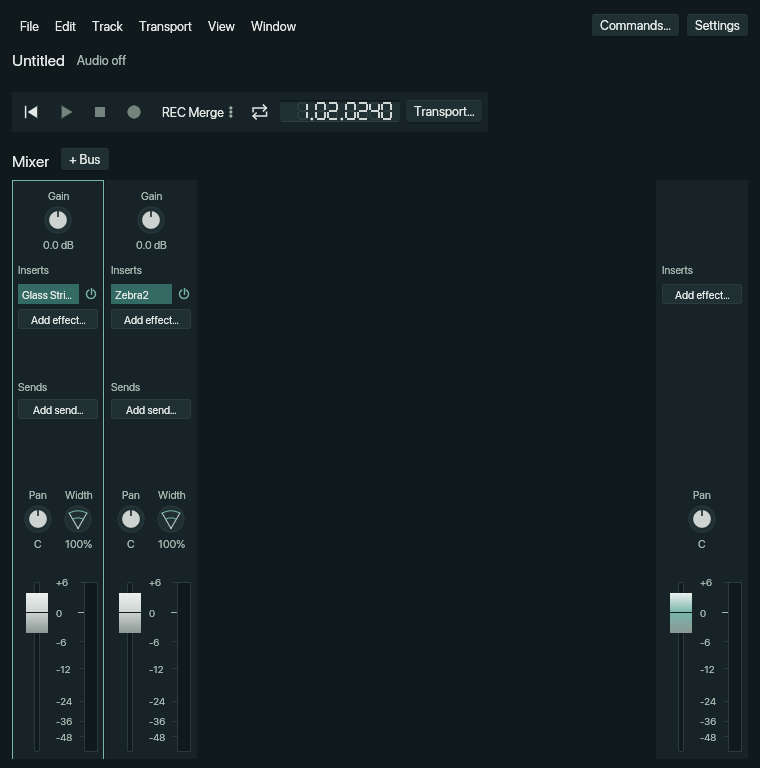 File Edit Track Transport View Window Commands... Settings
Untitled Audio off
REC Merge 1.02.0240 Transport...
Mixer + Bus
Gain Gain
0.0 dB 0.0 dB
Inserts Inserts Inserts
Glass Stri... Zebra2 Add effect...
Add effect... Add effect...
Sends Sends
Add send... Add send...
Pan Width Pan Width Pan
C 100% C 100% C
+6 +6 +6
0 0 0
-6 -6 -6
-12 -12 -12
-24 -24 -24
-36 -36 -36
-48 -48 -48